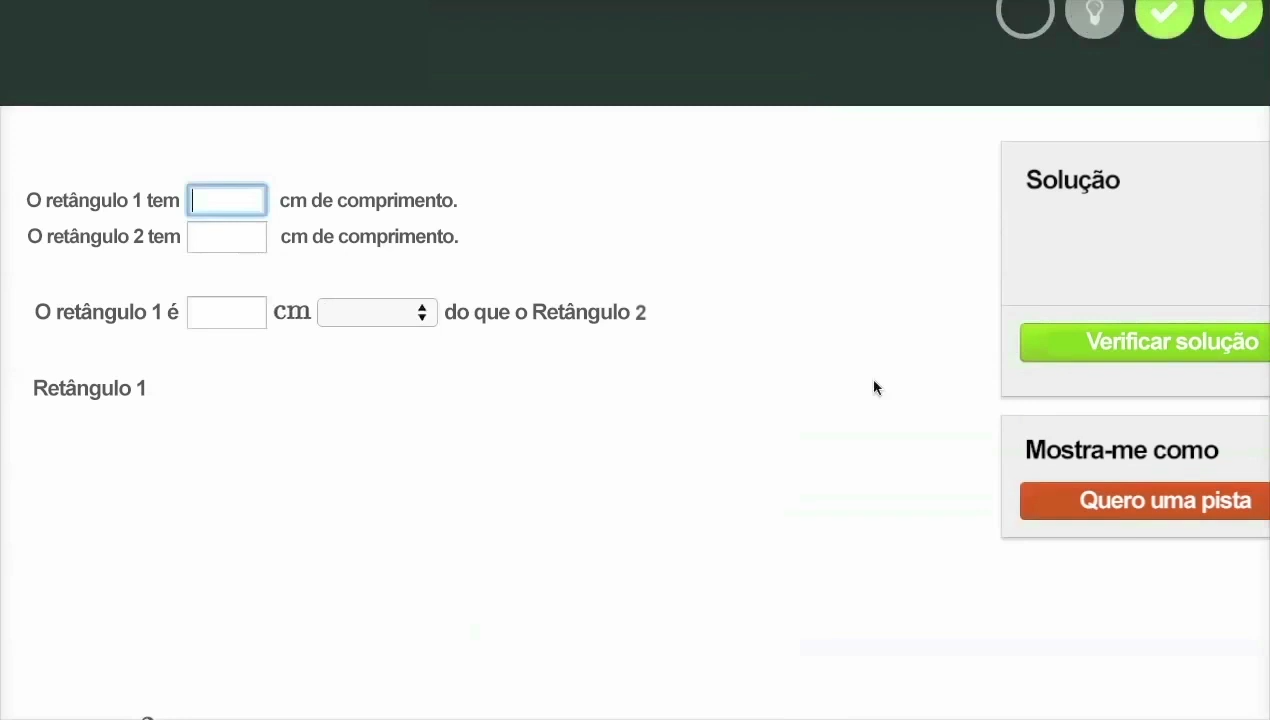 O retângulo 1 tem cm de comprimento.
O retângulo 2 tem cm de comprimento.
O retângulo 1 é cm do que o Retângulo 2
Retângulo 1
Solução
Verificar solução
Mostra-me como
Quero uma pista